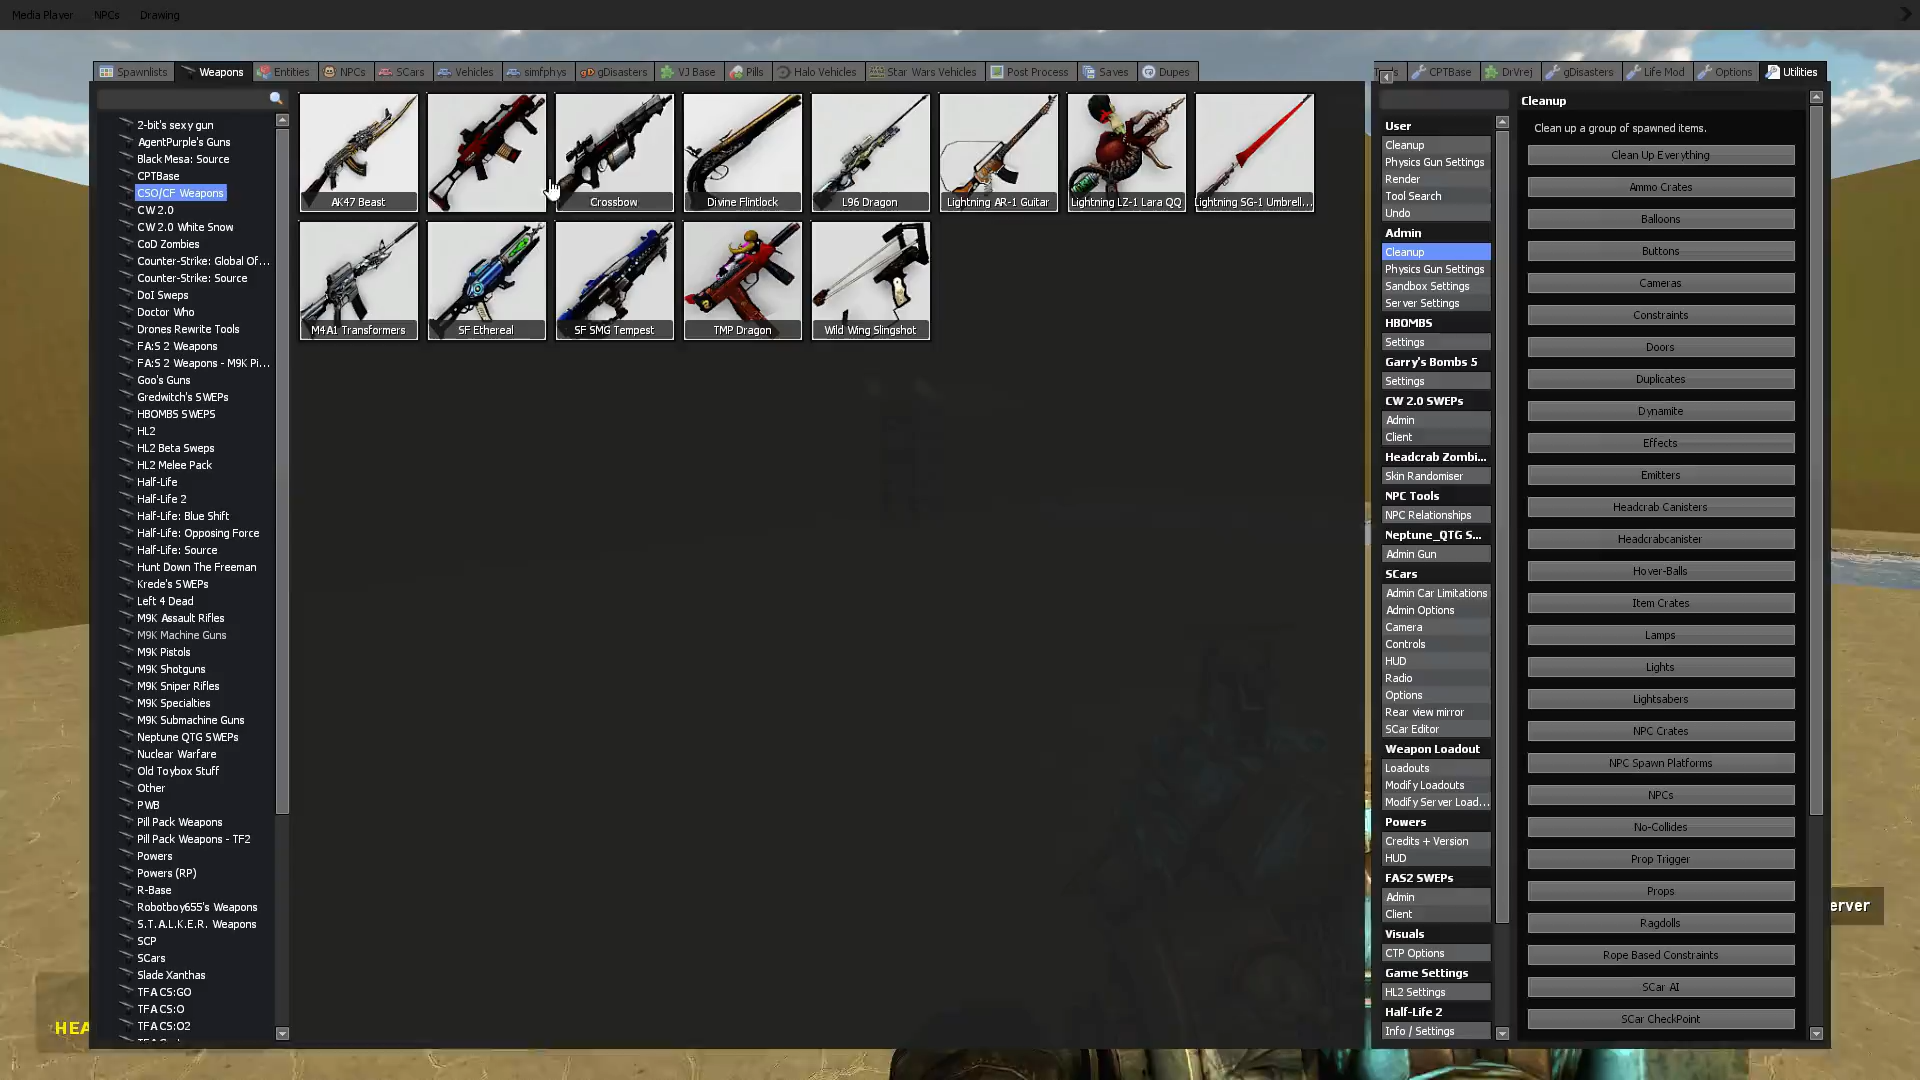 Media Player NPCs Drawing
Spawnlists Weapons Entities NPCs SCars Vehicles simfphys gDisasters VJ Base Pills Halo Vehicles Star Wars Vehicles Post Process Saves Dupes
CPTBase DrVrej gDisasters Life Mod Options Utilities
2-bit's sexy gun
AgentPurple's Guns
Black Mesa: Source
CPTBase
CSO/CF Weapons
CW 2.0
CW 2.0 White Snow
CoD Zombies
Counter-Strike: Global Of...
Counter-Strike: Source
DoI Sweps
Doctor Who
Drones Rewrite Tools
FA:S 2 Weapons
FA:S 2 Weapons - M9K Pi...
Goo's Guns
Gredwitch's SWEPs
HBOMBS SWEPS
HL2
HL2 Beta Sweps
HL2 Melee Pack
Half-Life
Half-Life 2
Half-Life: Blue Shift
Half-Life: Opposing Force
Half-Life: Source
Hunt Down The Freeman
Krede's SWEPs
Left 4 Dead
M9K Assault Rifles
M9K Machine Guns
M9K Pistols
M9K Shotguns
M9K Sniper Rifles
M9K Specialties
M9K Submachine Guns
Neptune QTG SWEPs
Nuclear Warfare
Old Toybox Stuff
Other
PWB
Pill Pack Weapons
Pill Pack Weapons - TF2
Powers
Powers (RP)
R-Base
Robotboy655's Weapons
S.T.A.L.K.E.R. Weapons
SCP
SCars
Slade Xanthas
TFA CS:GO
TFA CS:O
TFA CS:O2
AK47 Beast
Crossbow
Divine Flintlock
L96 Dragon
Lightning AR-1 Guitar
Lightning LZ-1 Lara QQ
Lightning SG-1 Umbrell...
M4A1 Transformers
SF Ethereal
SF SMG Tempest
TMP Dragon
Wild Wing Slingshot
User
Cleanup
Physics Gun Settings
Render
Tool Search
Undo
Admin
Cleanup
Physics Gun Settings
Sandbox Settings
Server Settings
HBOMBS
Settings
Garry's Bombs 5
Settings
CW 2.0 SWEPs
Admin
Client
Headcrab Zombi...
Skin Randomiser
NPC Tools
NPC Relationships
Neptune_QTG S...
Admin Gun
SCars
Admin Car Limitations
Admin Options
Camera
Controls
HUD
Radio
Options
Rear view mirror
SCar Editor
Weapon Loadout
Loadouts
Modify Loadouts
Modify Server Load...
Powers
Credits + Version
HUD
FAS2 SWEPs
Admin
Client
Visuals
CTP Options
Game Settings
HL2 Settings
Half-Life 2
Info / Settings
Cleanup
Clean up a group of spawned items.
Clean Up Everything
Ammo Crates
Balloons
Buttons
Cameras
Constraints
Doors
Duplicates
Dynamite
Effects
Emitters
Headcrab Canisters
Headcrabcanister
Hover-Balls
Item Crates
Lamps
Lights
Lightsabers
NPC Crates
NPC Spawn Platforms
NPCs
No-Collides
Prop Trigger
Props
Ragdolls
Rope Based Constraints
SCar AI
SCar CheckPoint
erver
HEA